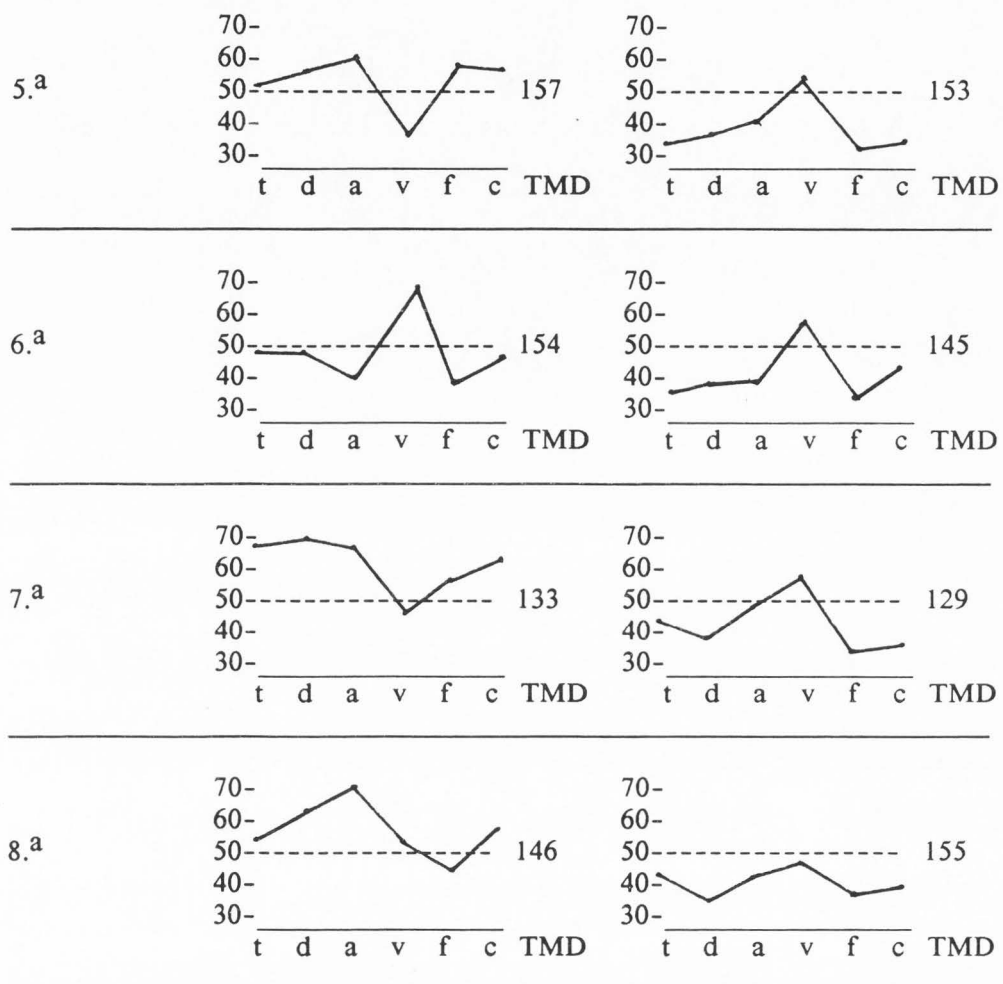 70- 70-
60- 60-
5.ª 50- 157 50- 153
40- 40-
30- 30-
t d a v f c TMD t d a v f c TMD
70- 70-
60- 60-
6.ª 50- 154 50- 145
40- 40-
30- 30-
t d a v f c TMD t d a v f c TMD
70- 70-
60- 60-
7.ª 50- 133 50- 129
40- 40-
30- 30-
t d a v f c TMD t d a v f c TMD
70- 70-
60- 60-
8.ª 50- 146 50- 155
40- 40-
30- 30-
t d a v f c TMD t d a v f c TMD